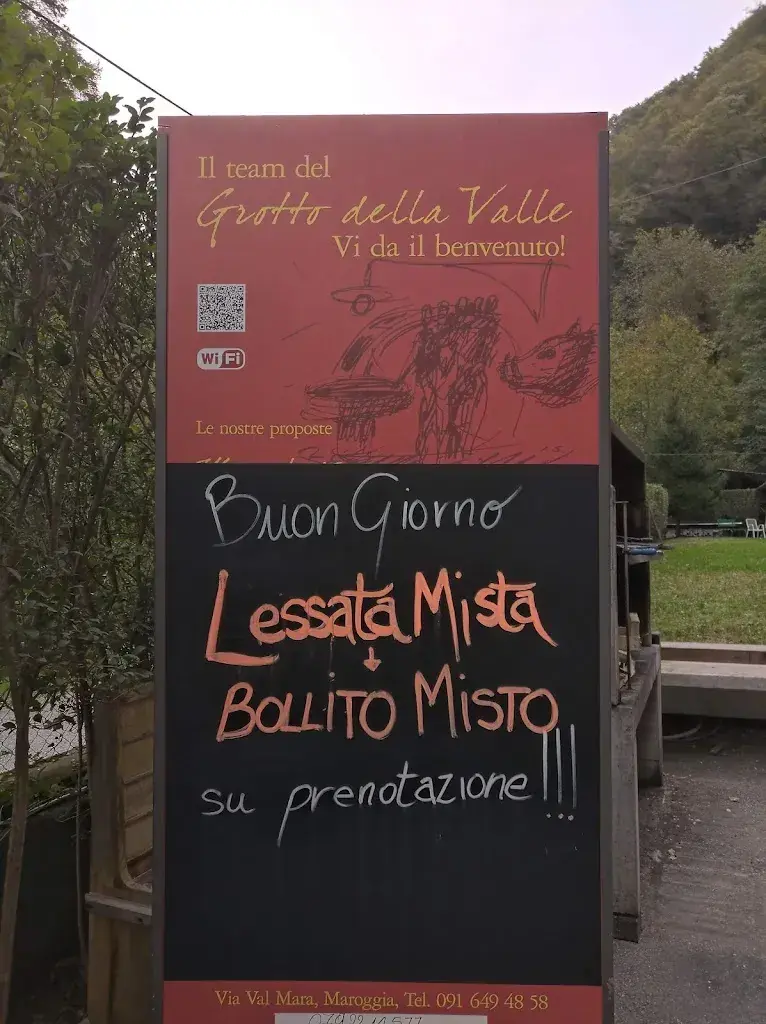 Il team del
Grotto della Valle
Vi da il benvenuto!
WiFi
Le nostre proposte
Buon Giorno
Lessata Mista
↓
Bollito Misto
su prenotazione!!!
Via Val Mara, Maroggia, Tel. 091 649 48 58